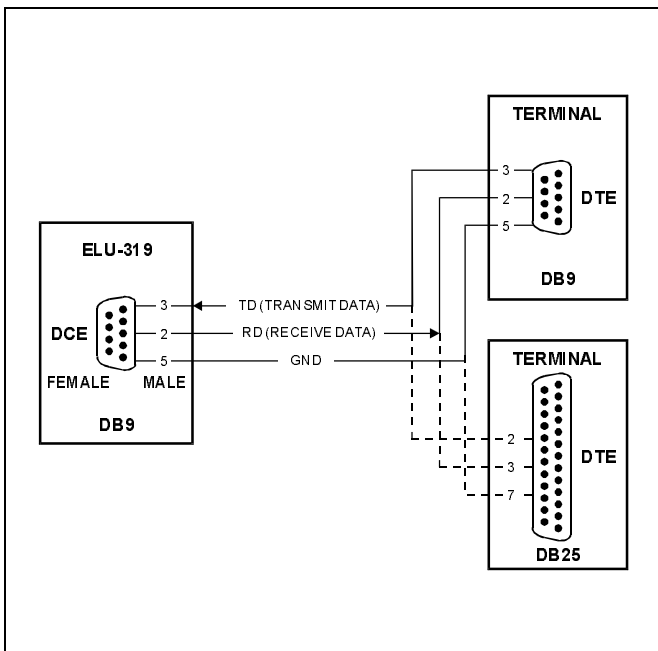 TERMINAL
3
2
5
DTE
DB9
ELU-319
DCE
3
2
5
FEMALE MALE
DB9
TD (TRANSMIT DATA)
RD (RECEIVE DATA)
GND
TERMINAL
2
3
7
DTE
DB25